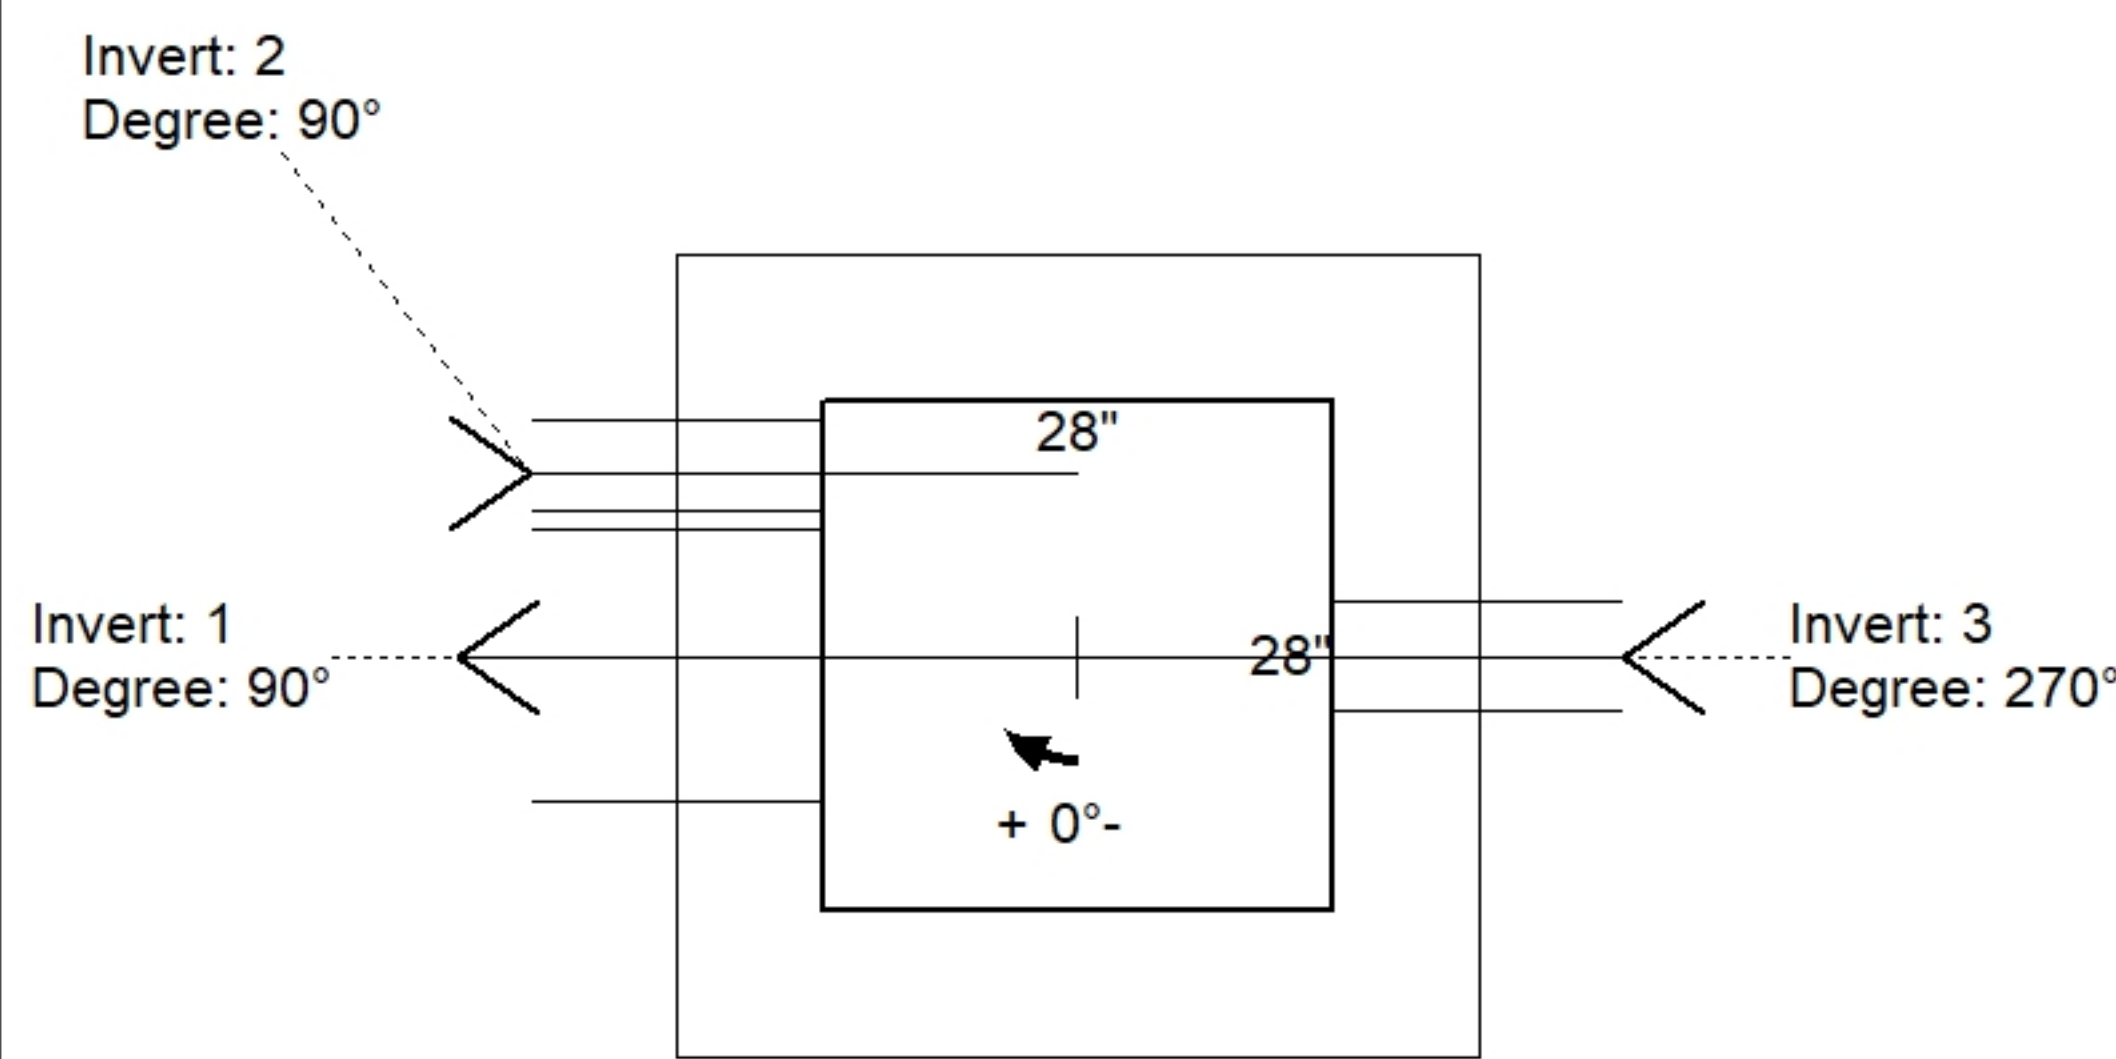 Invert: 2
Degree: 90°
28"
Invert: 1
Degree: 90°
28"
Invert: 3
Degree: 270°
+ 0°-